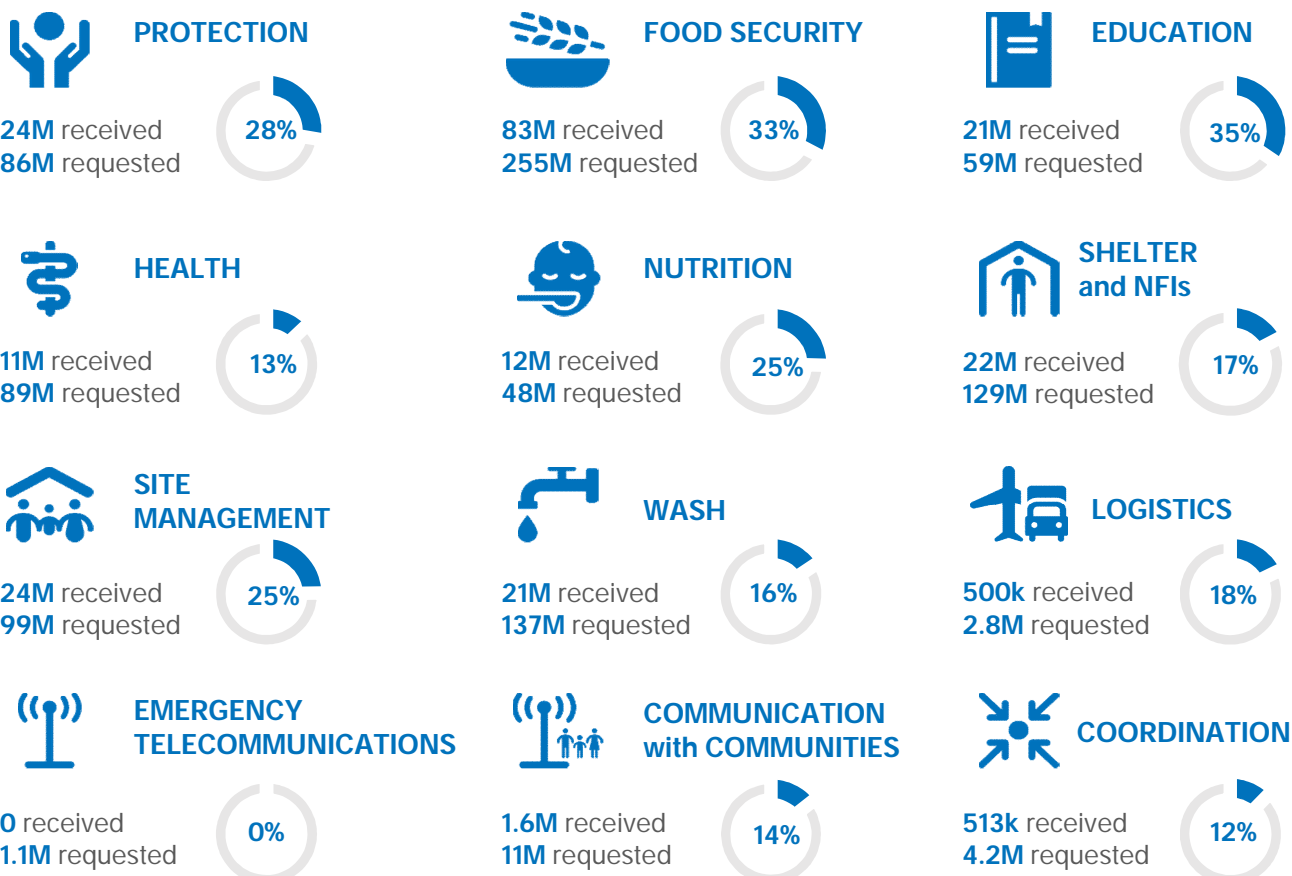 PROTECTION
24M received
86M requested
28%
FOOD SECURITY
83M received
255M requested
33%
EDUCATION
21M received
59M requested
35%
HEALTH
11M received
89M requested
13%
NUTRITION
12M received
48M requested
25%
SHELTER
and NFIs
22M received
129M requested
17%
SITE
MANAGEMENT
24M received
99M requested
25%
WASH
21M received
137M requested
16%
LOGISTICS
500k received
2.8M requested
18%
EMERGENCY
TELECOMMUNICATIONS
0 received
1.1M requested
0%
COMMUNICATION
with COMMUNITIES
1.6M received
11M requested
14%
COORDINATION
513k received
4.2M requested
12%